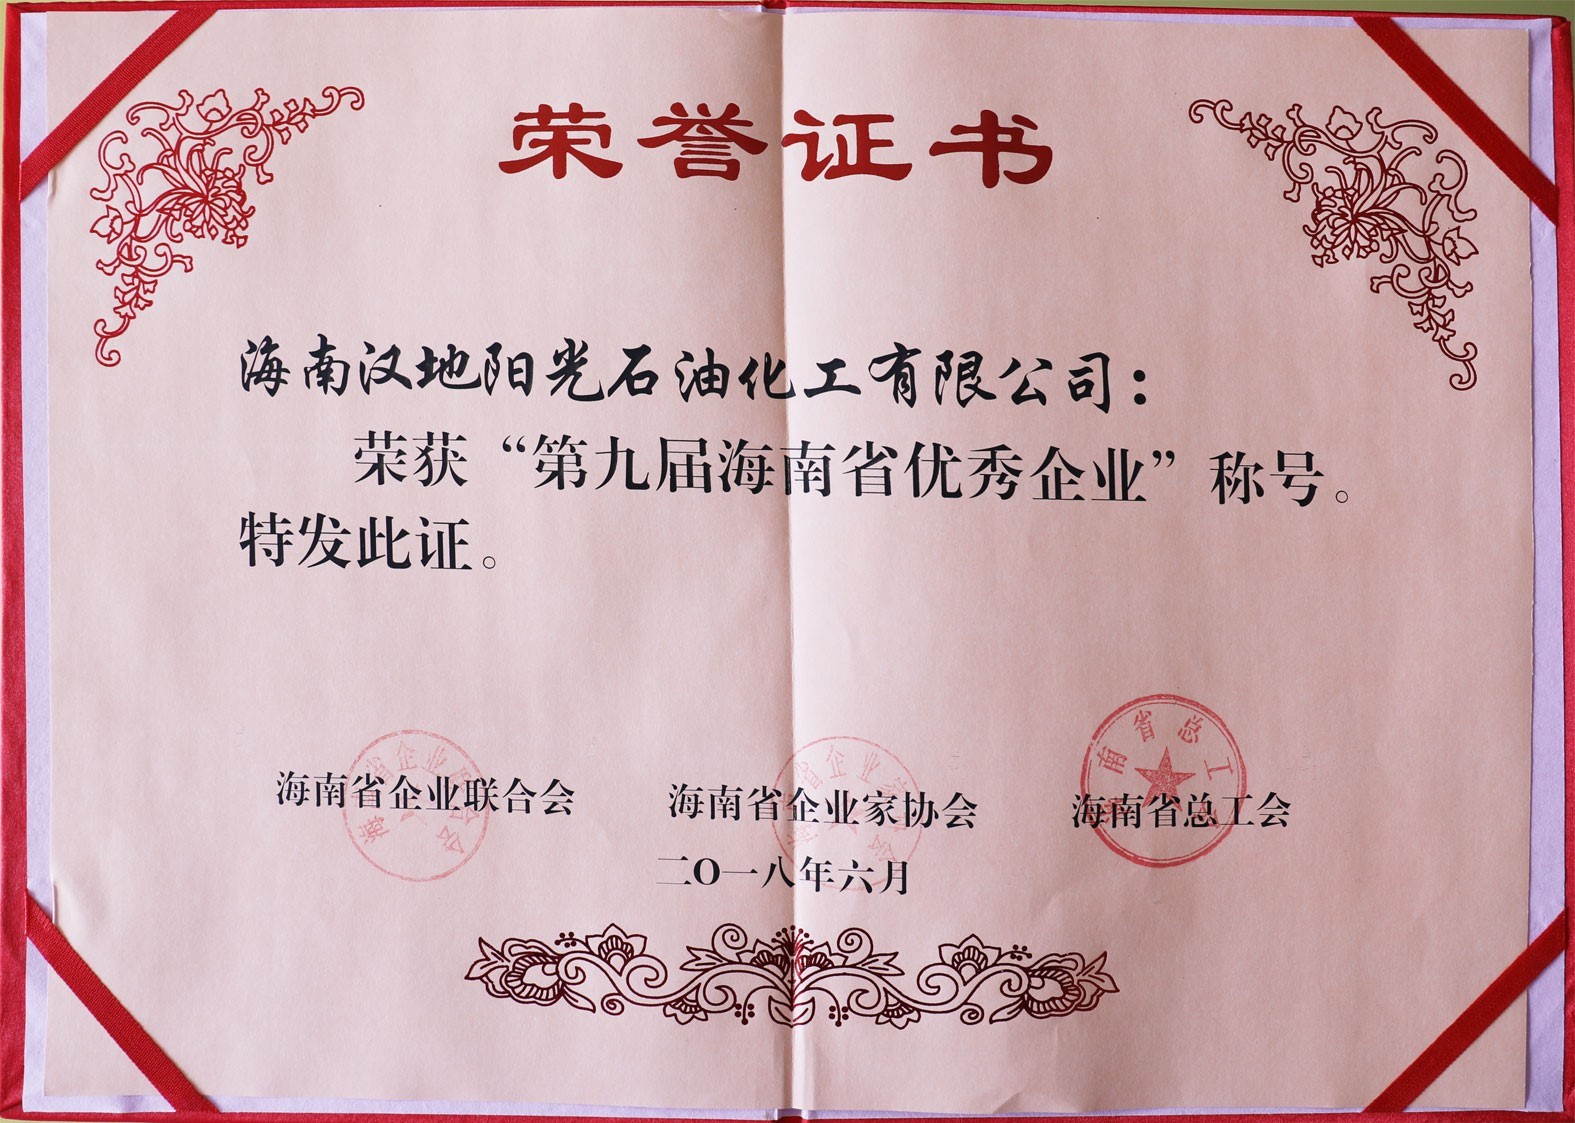 荣誉证书
海南汉地阳光石油化工有限公司：
荣获“第九届海南省优秀企业”称号。
特发此证。
海南省企业联合会 海南省企业家协会 海南省总工会
二O一八年六月